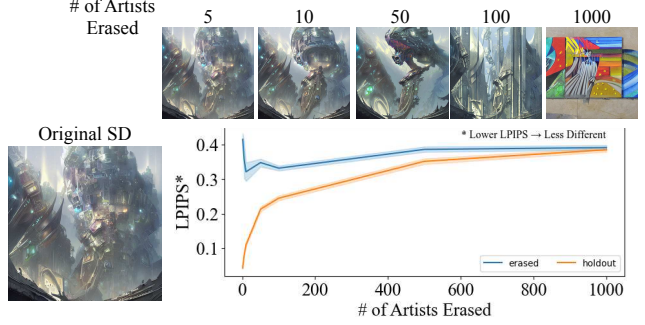 # of Artists
Erased
5 10 50 100 1000
Original SD
* Lower LPIPS → Less Different
LPIPS*
0.4
0.3
0.2
0.1
erased holdout
0 200 400 600 800 1000
# of Artists Erased